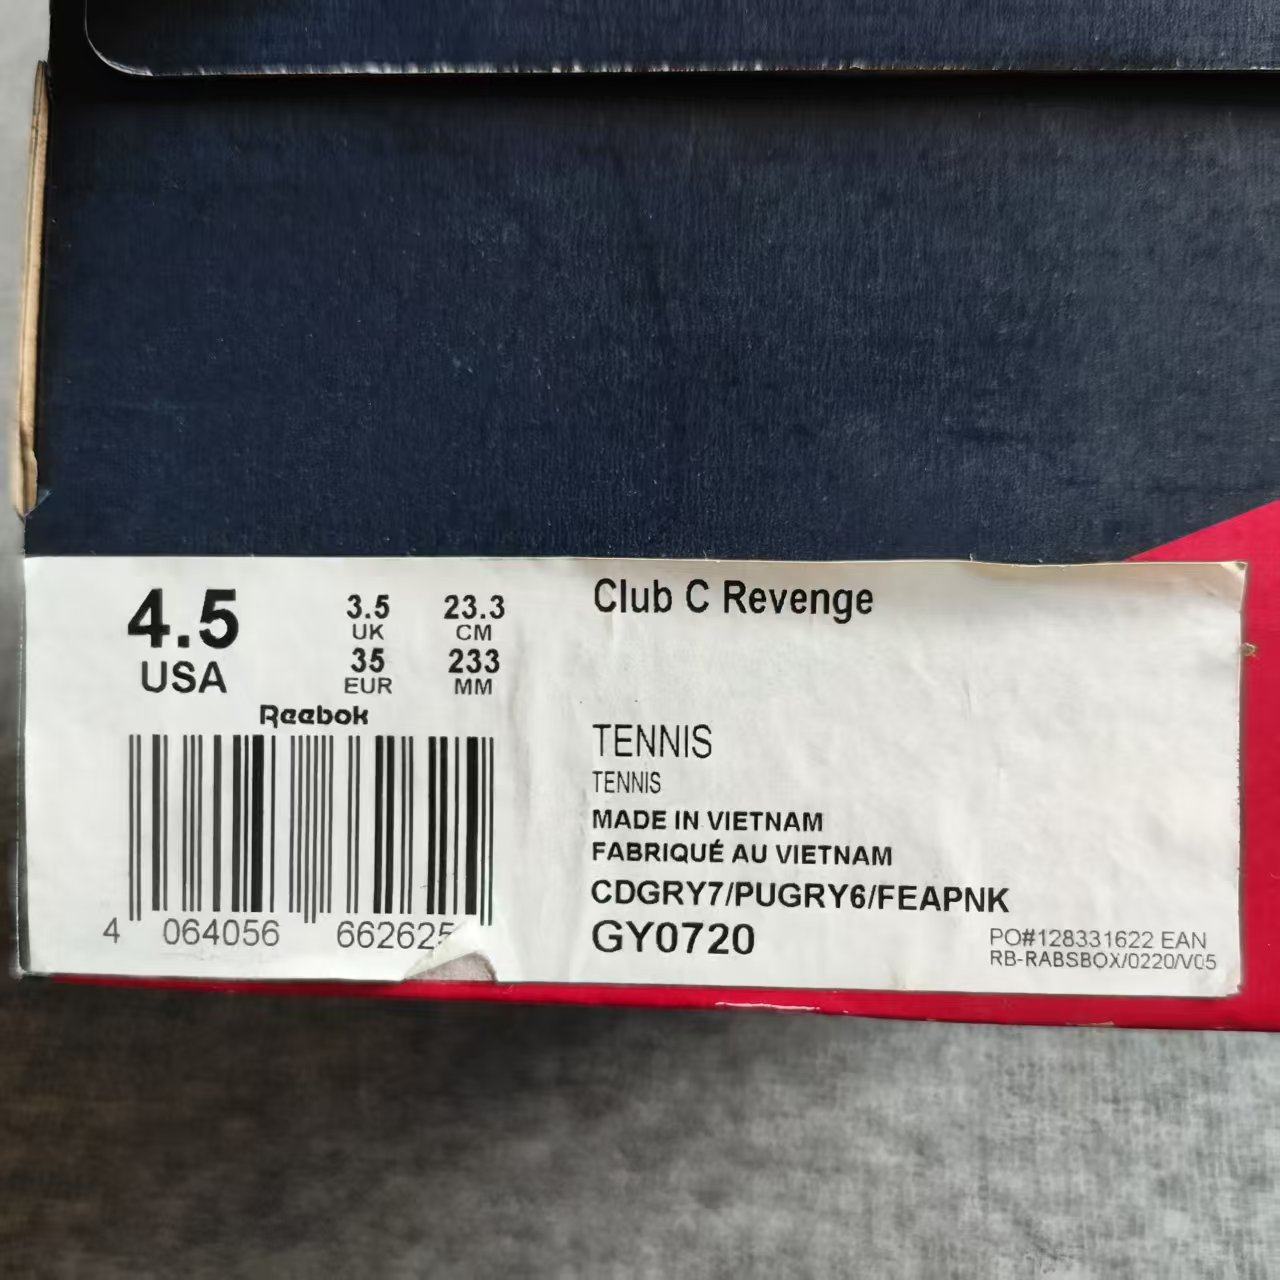 4.5
USA
3.5
UK
35
EUR
23.3
CM
233
MM
Reebok
4 064056 662625
Club C Revenge
TENNIS
TENNIS
MADE IN VIETNAM
FABRIQUÉ AU VIETNAM
CDGRY7/PUGRY6/FEAPNK
GY0720
PO#128331622 EAN
RB-RABSBOX/0220/V05